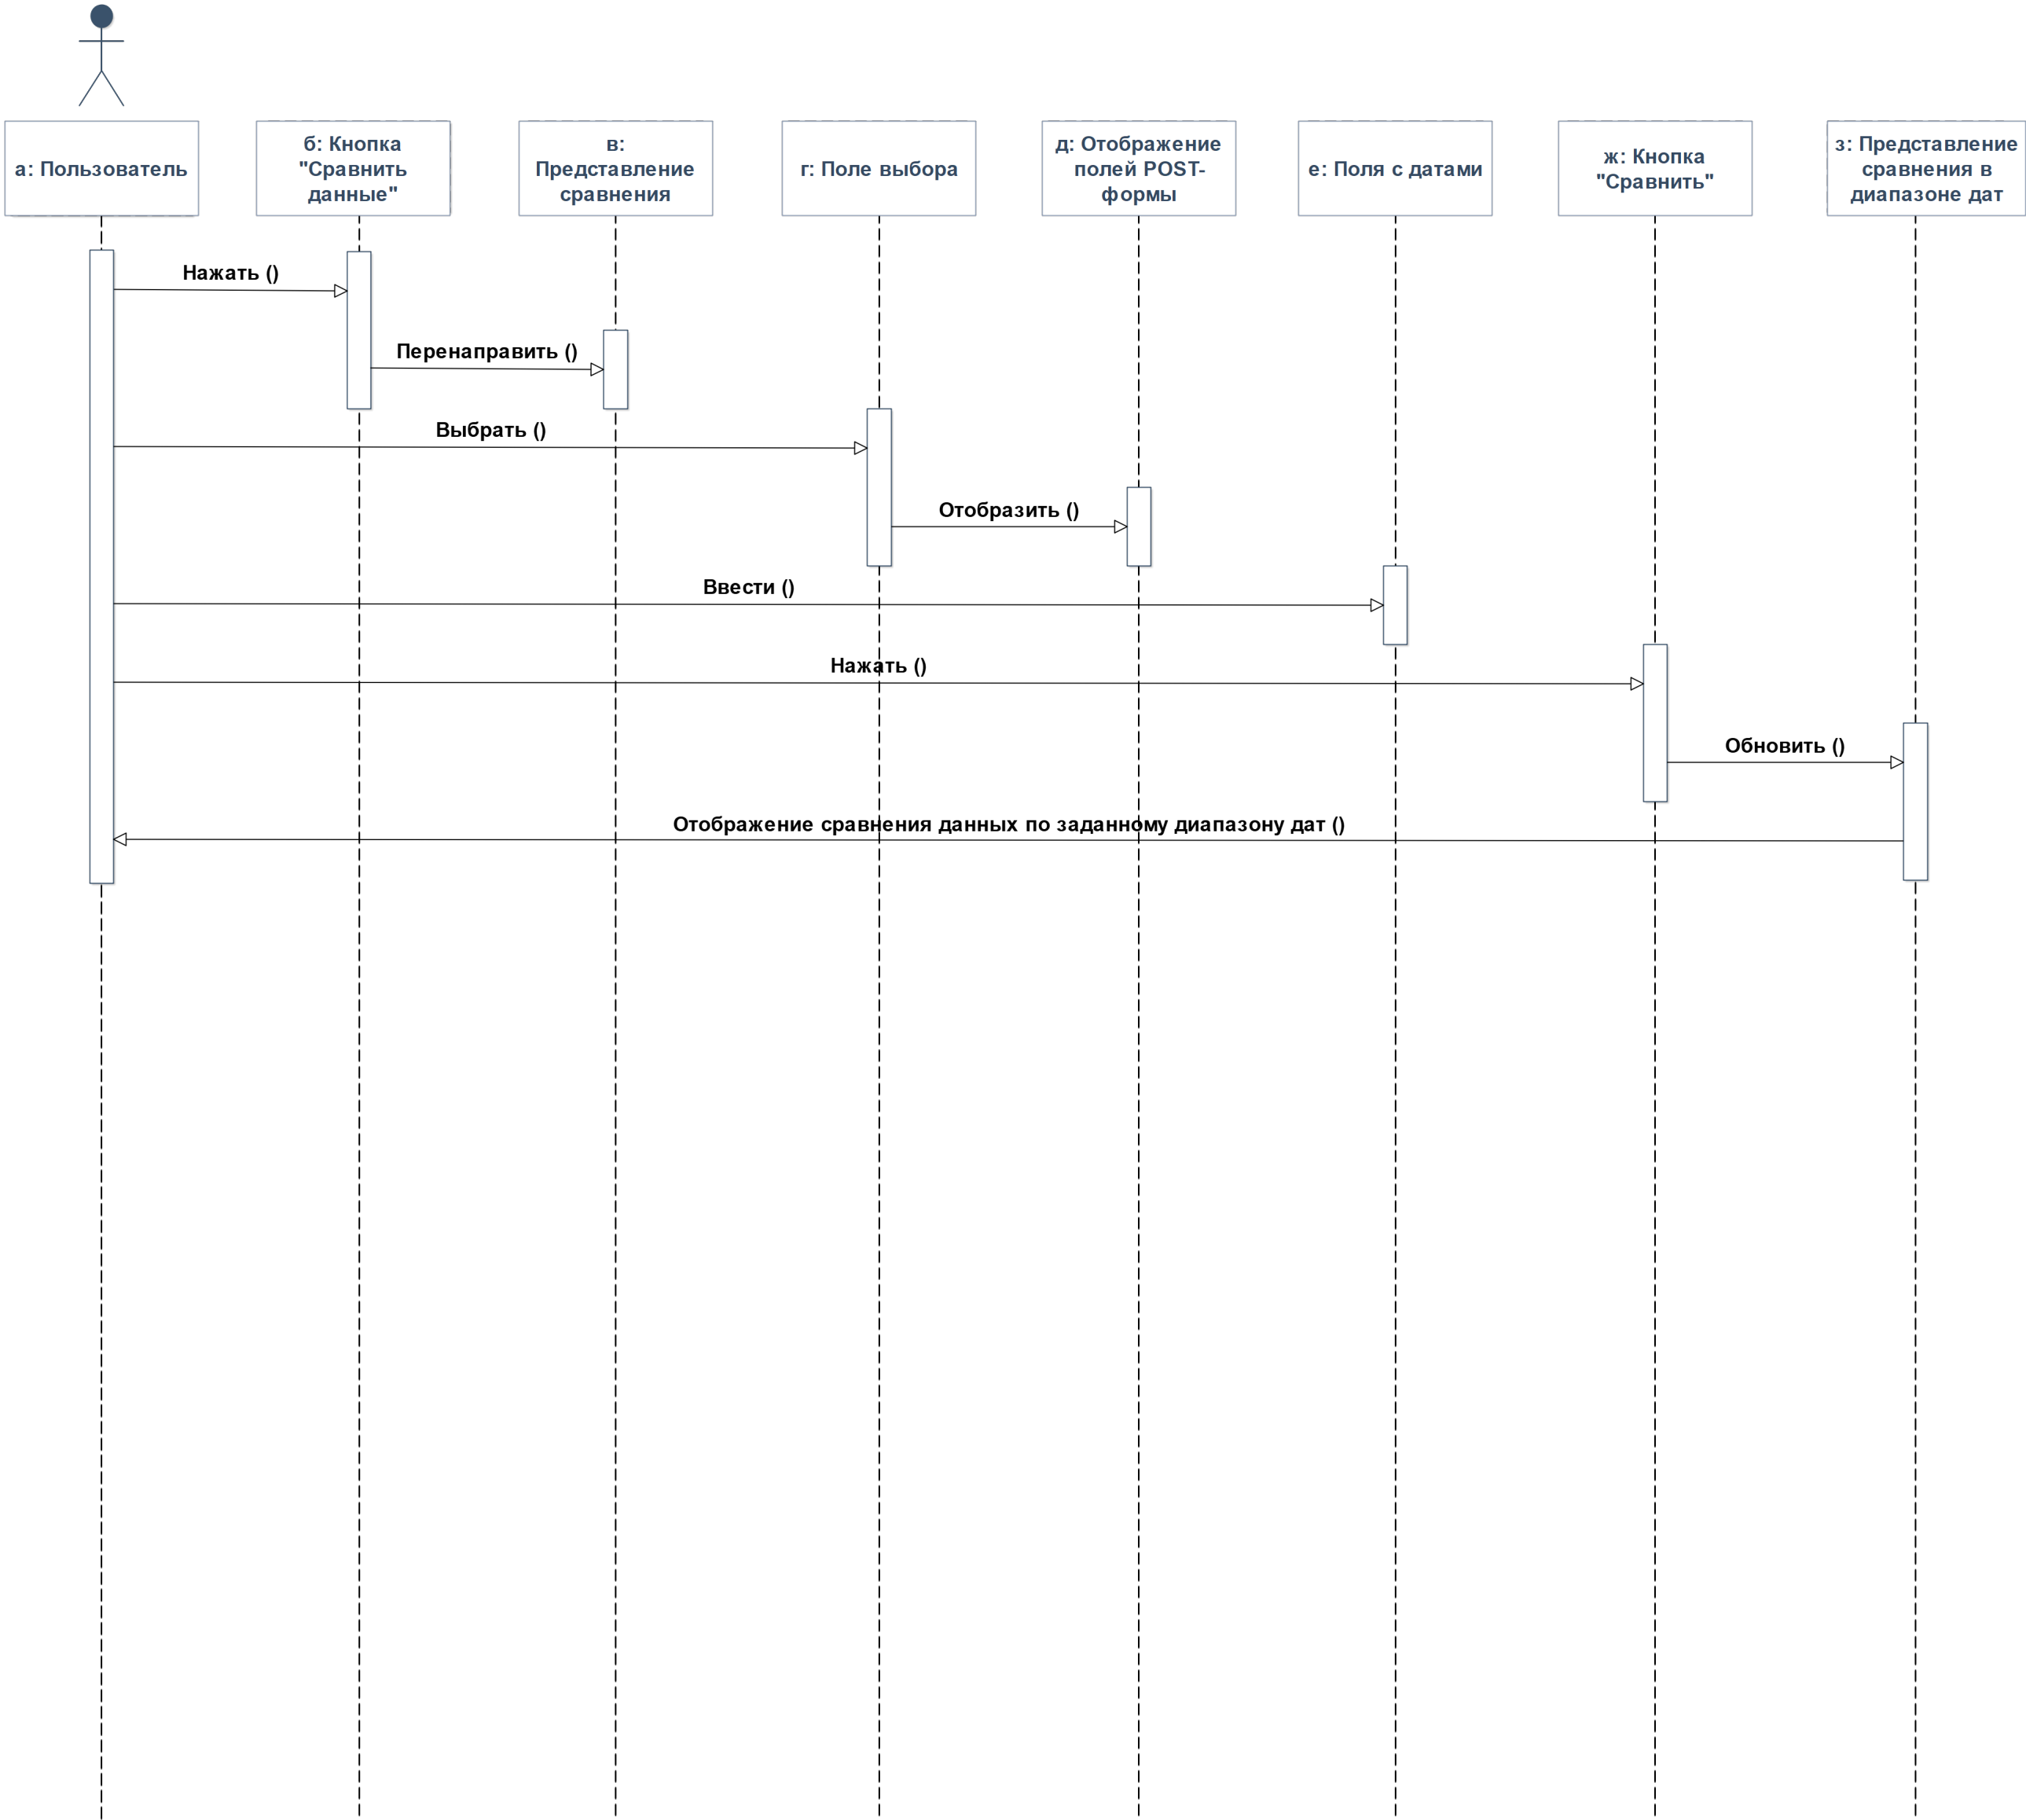 а: Пользователь
б: Кнопка
"Сравнить
данные"
в:
Представление
сравнения
г: Поле выбора
д: Отображение
полей POST-
формы
е: Поля с датами
ж: Кнопка
"Сравнить"
з: Представление
сравнения в
диапазоне дат
Нажать ()
Перенаправить ()
Выбрать ()
Отобразить ()
Ввести ()
Нажать ()
Обновить ()
Отображение сравнения данных по заданному диапазону дат ()